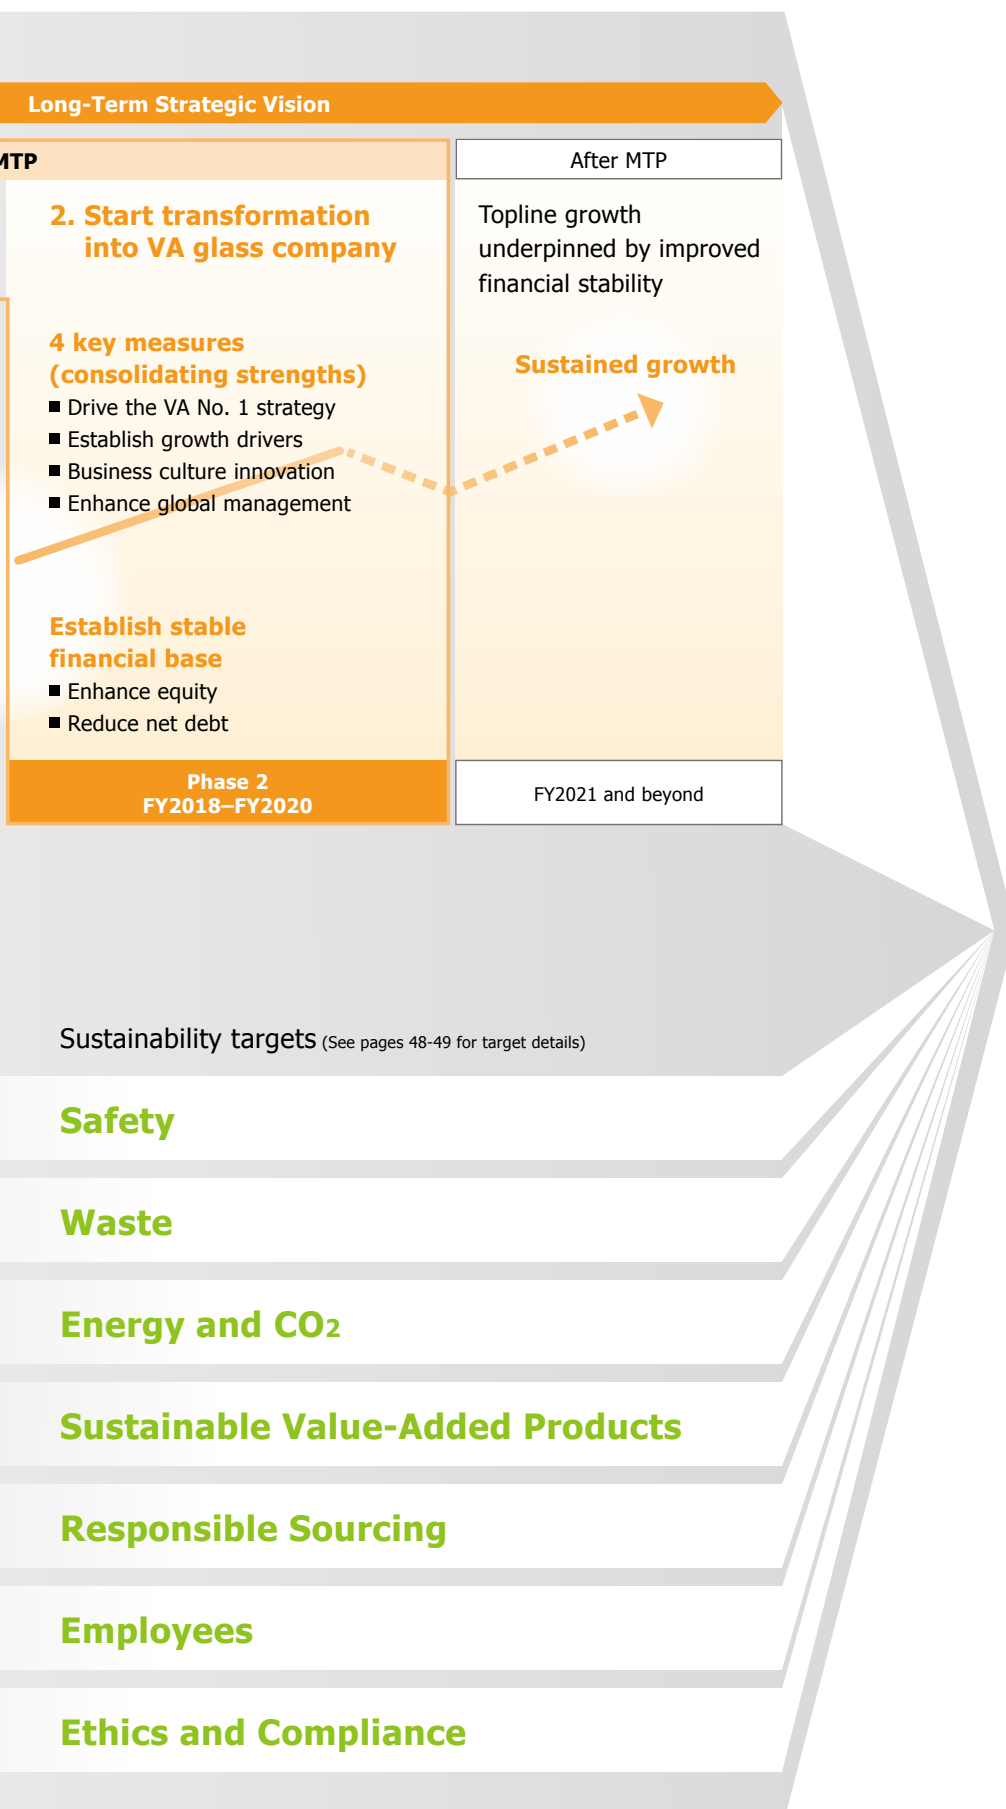 Long-Term Strategic Vision
MTP
2. Start transformation
into VA glass company
4 key measures
(consolidating strengths)
■ Drive the VA No. 1 strategy
■ Establish growth drivers
■ Business culture innovation
■ Enhance global management
Establish stable
financial base
■ Enhance equity
■ Reduce net debt
Phase 2
FY2018–FY2020
After MTP
Topline growth
underpinned by improved
financial stability
Sustained growth
FY2021 and beyond
Sustainability targets (See pages 48-49 for target details)
Safety
Waste
Energy and CO2
Sustainable Value-Added Products
Responsible Sourcing
Employees
Ethics and Compliance